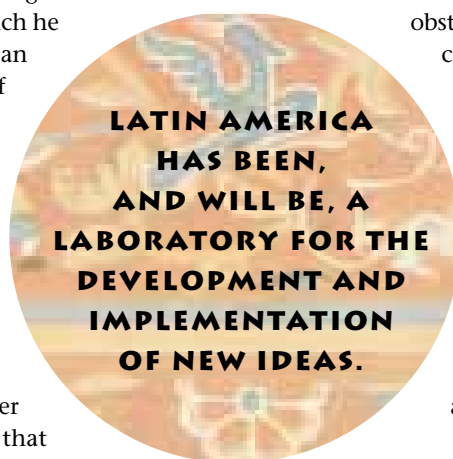 ch he
an
f
er
that
LATIN AMERICA
HAS BEEN,
AND WILL BE, A
LABORATORY FOR THE
DEVELOPMENT AND
IMPLEMENTATION
OF NEW IDEAS.
obst
c
a